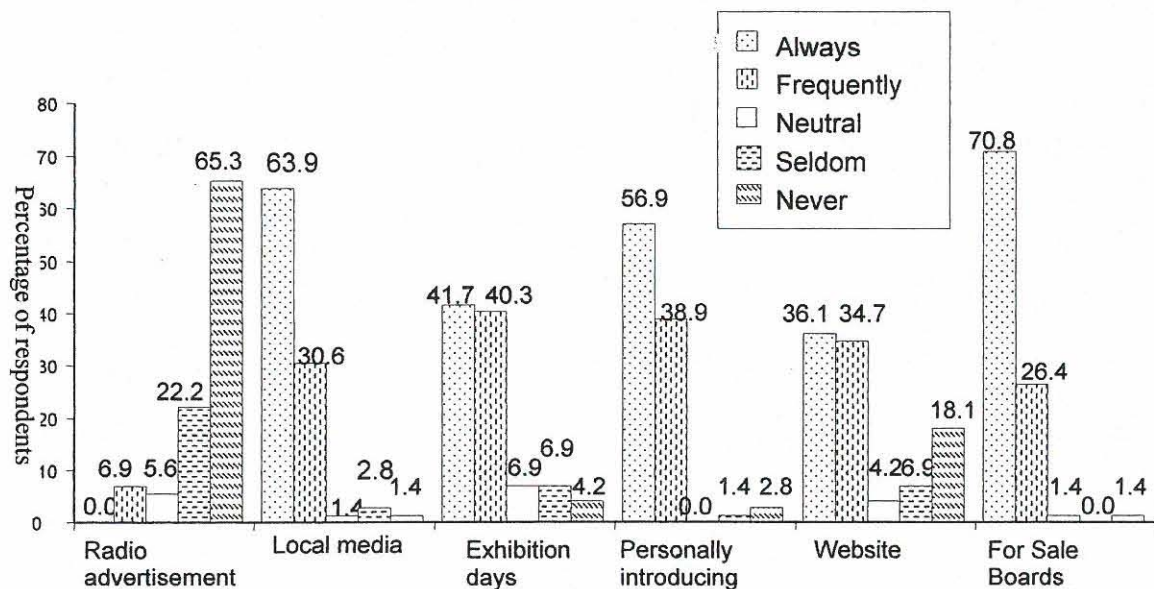 Always
Frequently
Neutral
Seldom
Never
Percentage of respondents
80
70
60
50
40
30
20
10
0
0.0
6.9
5.6
22.2
65.3
63.9
30.6
1.4
2.8
1.4
41.7
40.3
6.9
6.9
4.2
56.9
38.9
0.0
1.4
2.8
36.1
34.7
4.2
6.9
18.1
70.8
26.4
1.4
0.0
1.4
Radio
advertisement
Local media
Exhibition
days
Personally
introducing
Website
For Sale
Boards